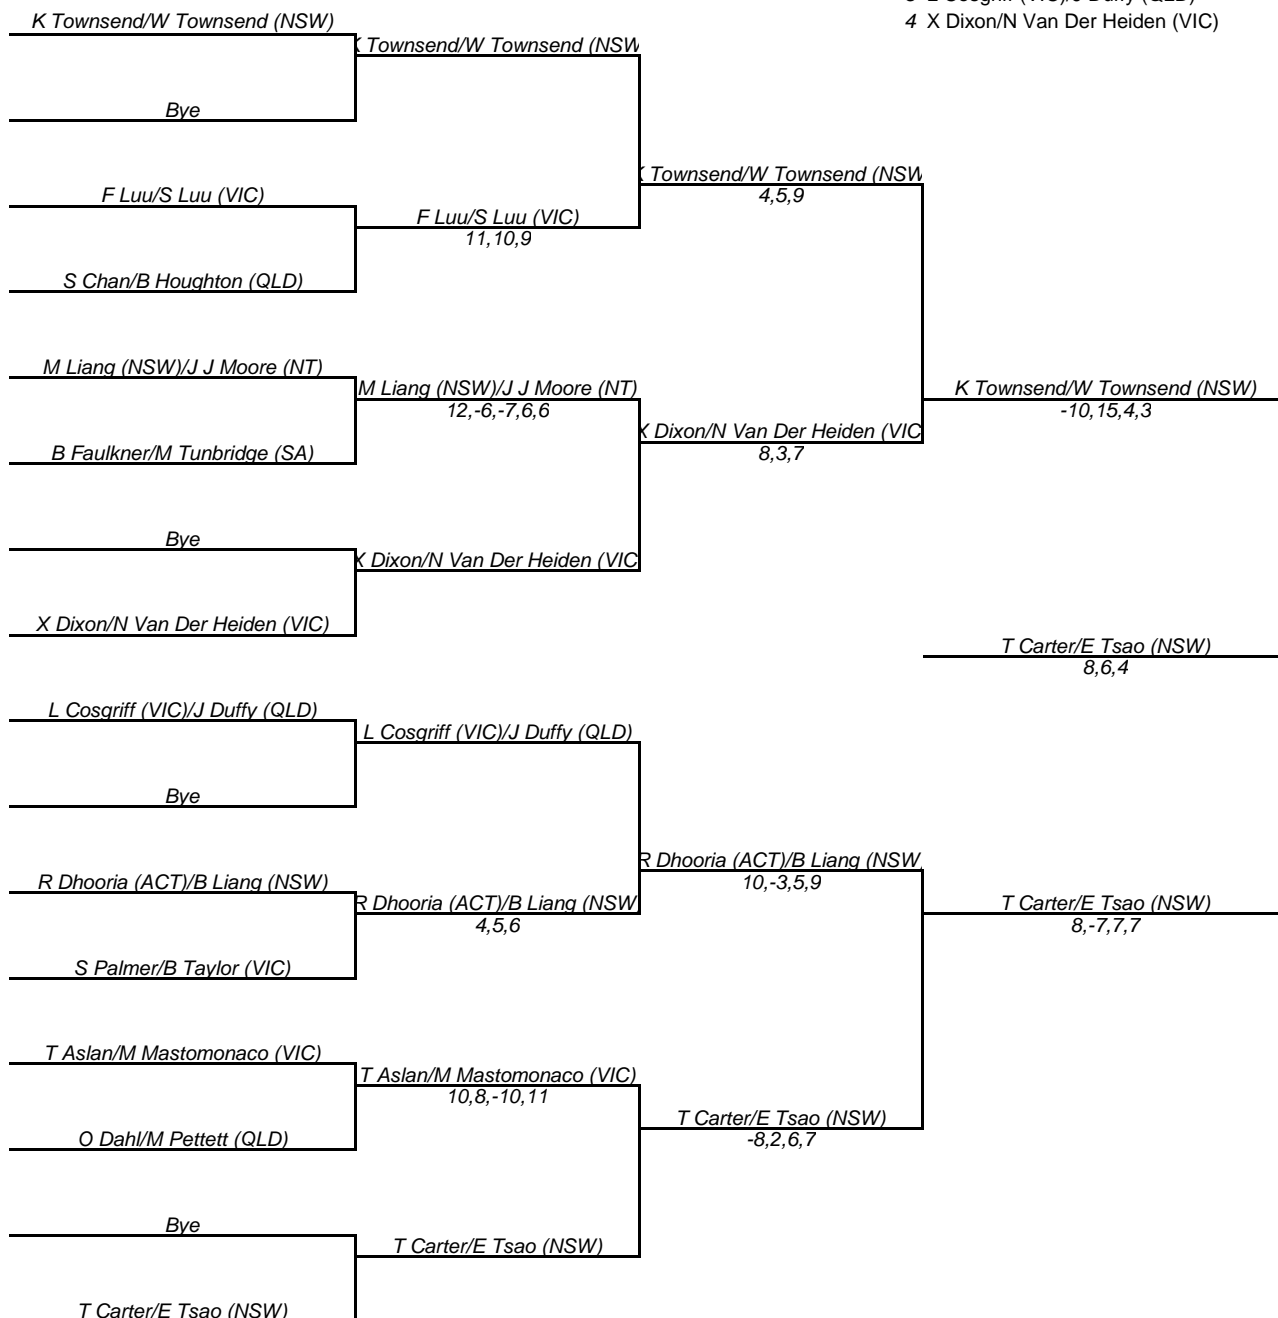 4 X Dixon/N Van Der Heiden (VIC)
K Townsend/W Townsend (NSW)
K Townsend/W Townsend (NSW
Bye
K Townsend/W Townsend (NSW
4,5,9
F Luu/S Luu (VIC)
F Luu/S Luu (VIC)
11,10,9
S Chan/B Houghton (QLD)
M Liang (NSW)/J J Moore (NT)
M Liang (NSW)/J J Moore (NT)
12,-6,-7,6,6
K Townsend/W Townsend (NSW)
-10,15,4,3
B Faulkner/M Tunbridge (SA)
X Dixon/N Van Der Heiden (VIC
8,3,7
Bye
X Dixon/N Van Der Heiden (VIC
X Dixon/N Van Der Heiden (VIC)
T Carter/E Tsao (NSW)
8,6,4
L Cosgriff (VIC)/J Duffy (QLD)
L Cosgriff (VIC)/J Duffy (QLD)
Bye
R Dhooria (ACT)/B Liang (NSW
10,-3,5,9
R Dhooria (ACT)/B Liang (NSW)
R Dhooria (ACT)/B Liang (NSW
4,5,6
T Carter/E Tsao (NSW)
8,-7,7,7
S Palmer/B Taylor (VIC)
T Aslan/M Mastomonaco (VIC)
T Aslan/M Mastomonaco (VIC)
10,8,-10,11
T Carter/E Tsao (NSW)
-8,2,6,7
O Dahl/M Pettett (QLD)
Bye
T Carter/E Tsao (NSW)
T Carter/E Tsao (NSW)